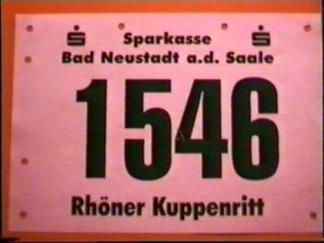 Sparkasse
Bad Neustadt a.d. Saale
1546
Rhöner Kuppenritt